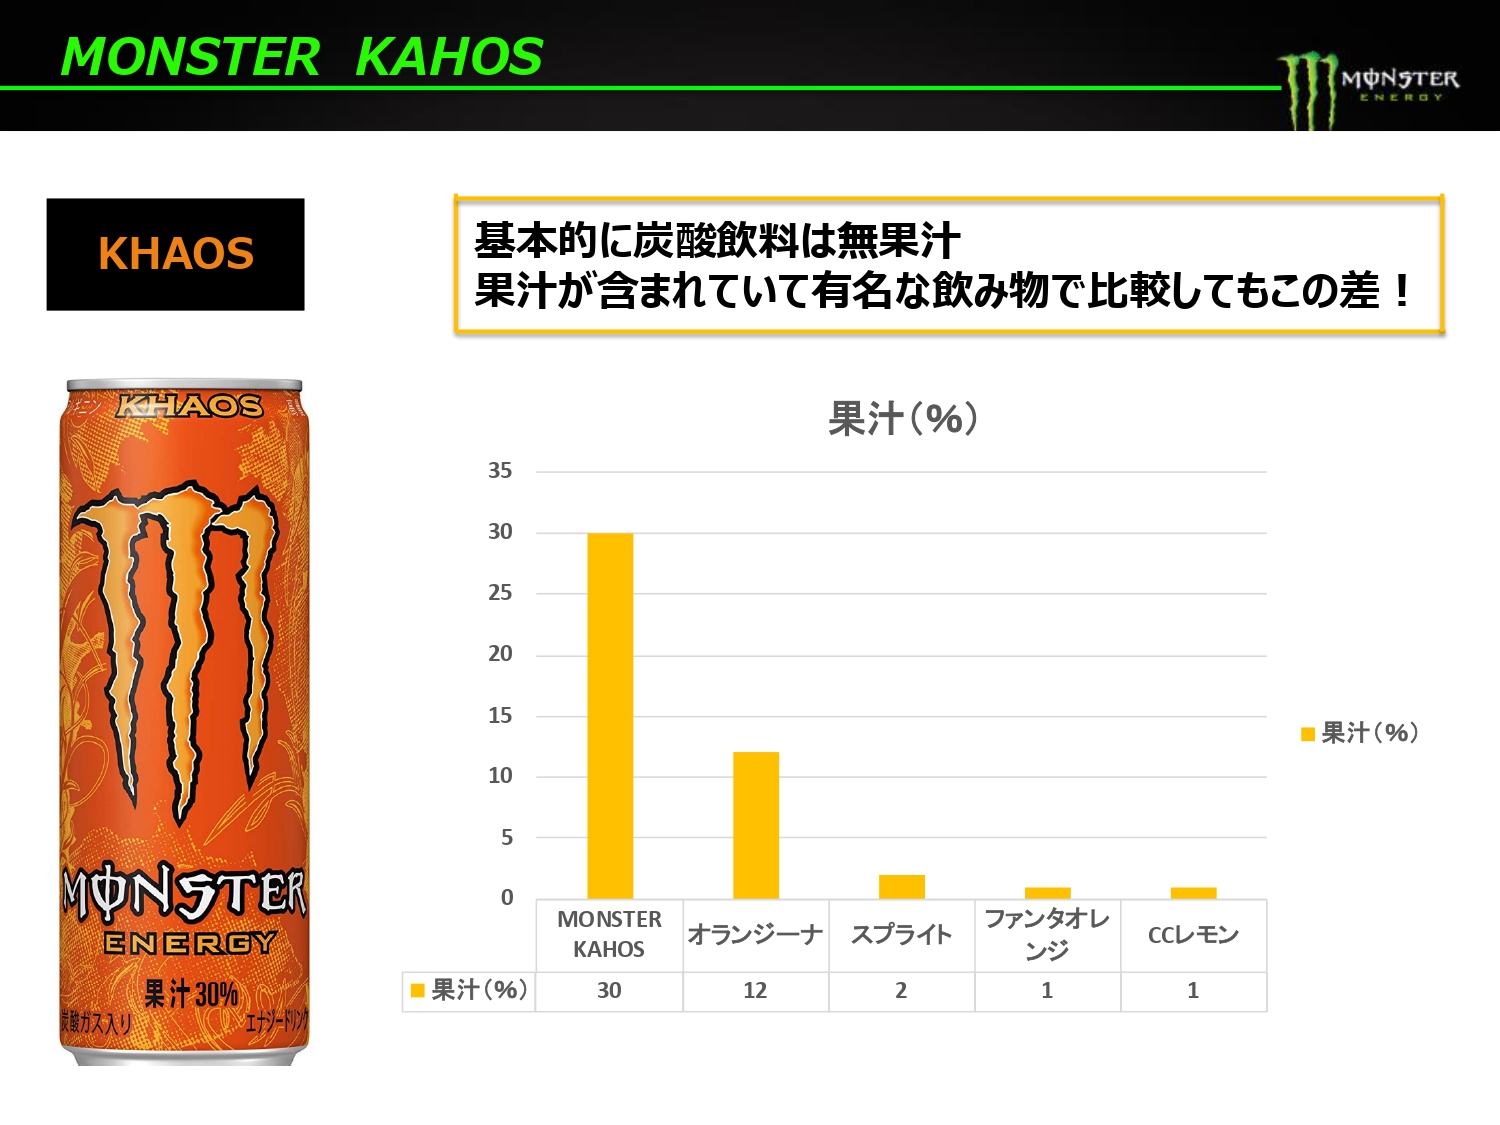 MONSTER KAHOS
MONSTER
ENERGY
KHAOS
基本的に炭酸飲料は無果汁
果汁が含まれていて有名な飲み物で比較してもこの差！
KHAOS
MONSTER
ENERGY
果汁30%
炭酸ガス入り
エナジードリンク
果汁（%）
35
30
25
20
15
10
5
0
MONSTER
KAHOS
オランジーナ
スプライト
ファンタオレ
ンジ
CCレモン
果汁（%）
30
12
2
1
1
果汁（%）